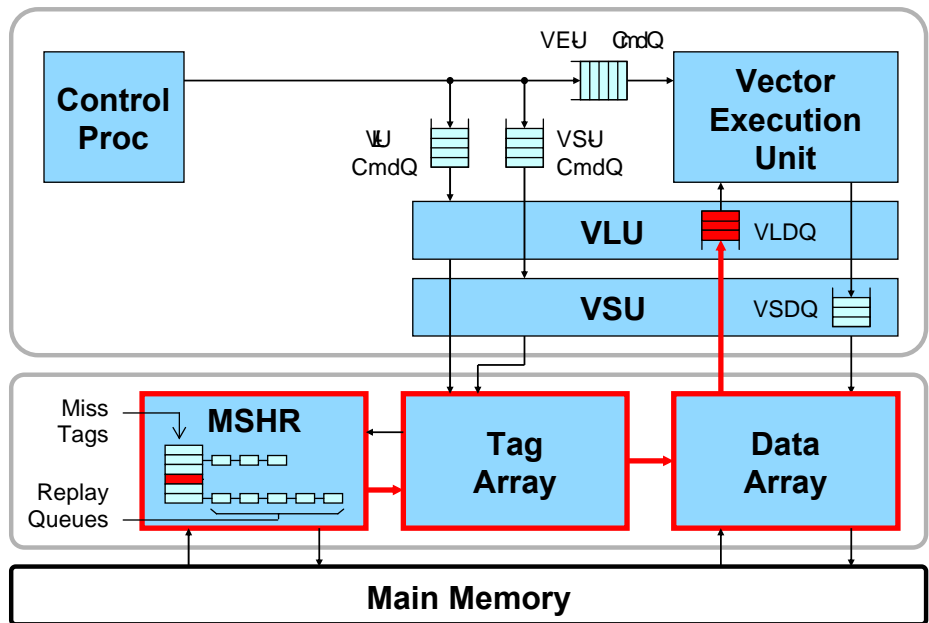 VEU CmdQ
Control
Proc
Vector
Execution
Unit
VLU
CmdQ
VSU
CmdQ
VLU
VLDQ
VSU
VSDQ
Miss
Tags
MSHR
Tag
Array
Data
Array
Replay
Queues
Main Memory